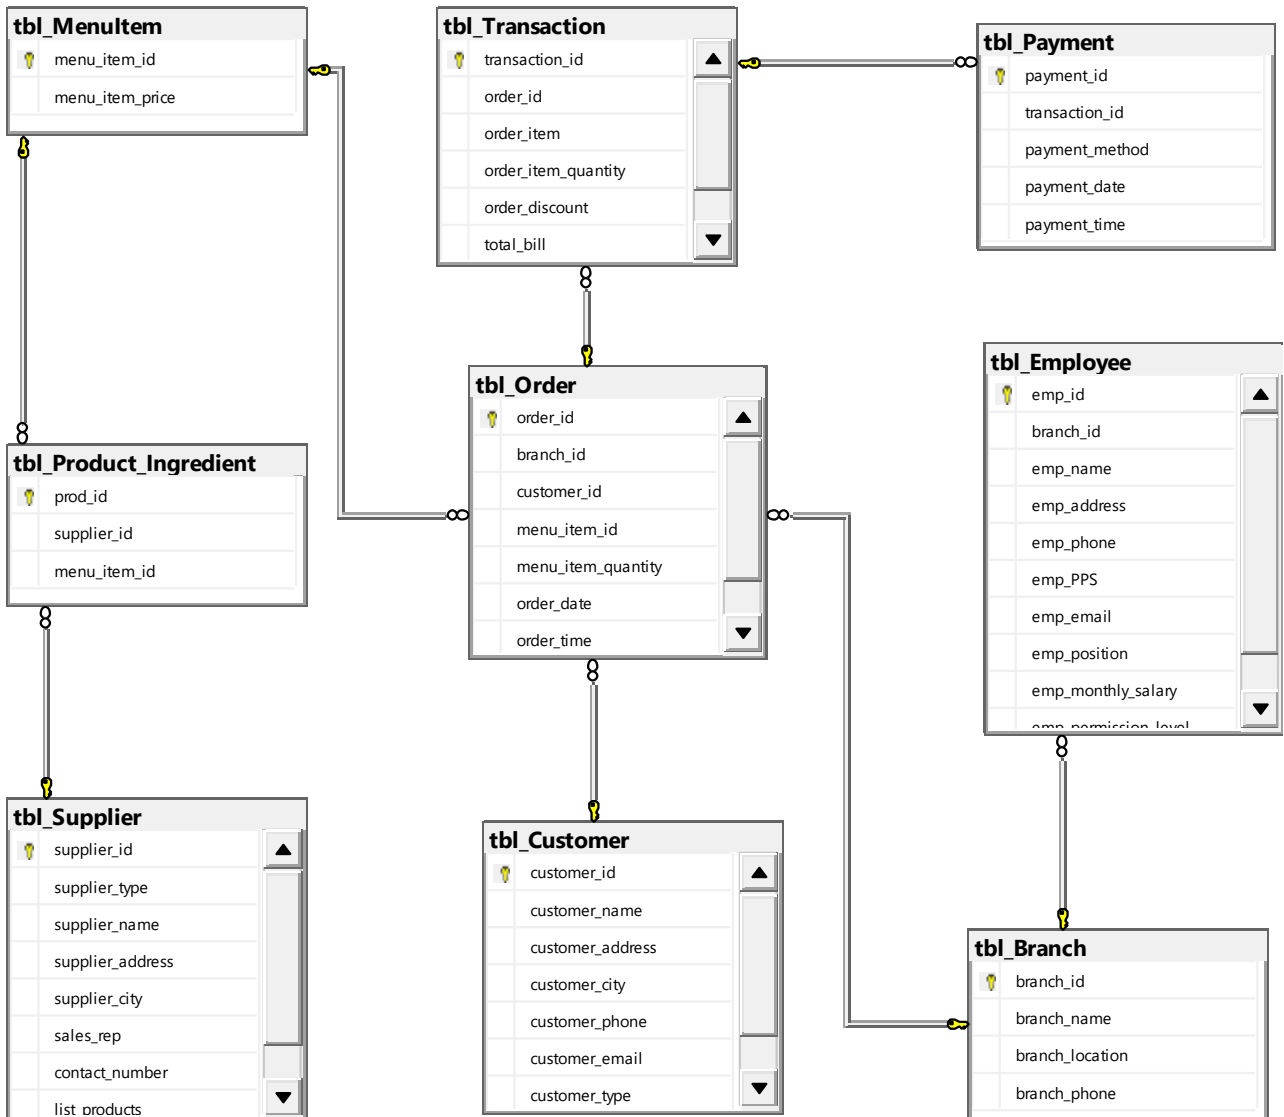 tbl_MenuItem
menu_item_id
menu_item_price
tbl_Transaction
transaction_id
order_id
order_item
order_item_quantity
order_discount
total_bill
tbl_Payment
payment_id
transaction_id
payment_method
payment_date
payment_time
tbl_Product_Ingredient
prod_id
supplier_id
menu_item_id
tbl_Order
order_id
branch_id
customer_id
menu_item_id
menu_item_quantity
order_date
order_time
tbl_Employee
emp_id
branch_id
emp_name
emp_address
emp_phone
emp_PPS
emp_email
emp_position
emp_monthly_salary
emp_permission_level
tbl_Supplier
supplier_id
supplier_type
supplier_name
supplier_address
supplier_city
sales_rep
contact_number
list_products
tbl_Customer
customer_id
customer_name
customer_address
customer_city
customer_phone
customer_email
customer_type
tbl_Branch
branch_id
branch_name
branch_location
branch_phone